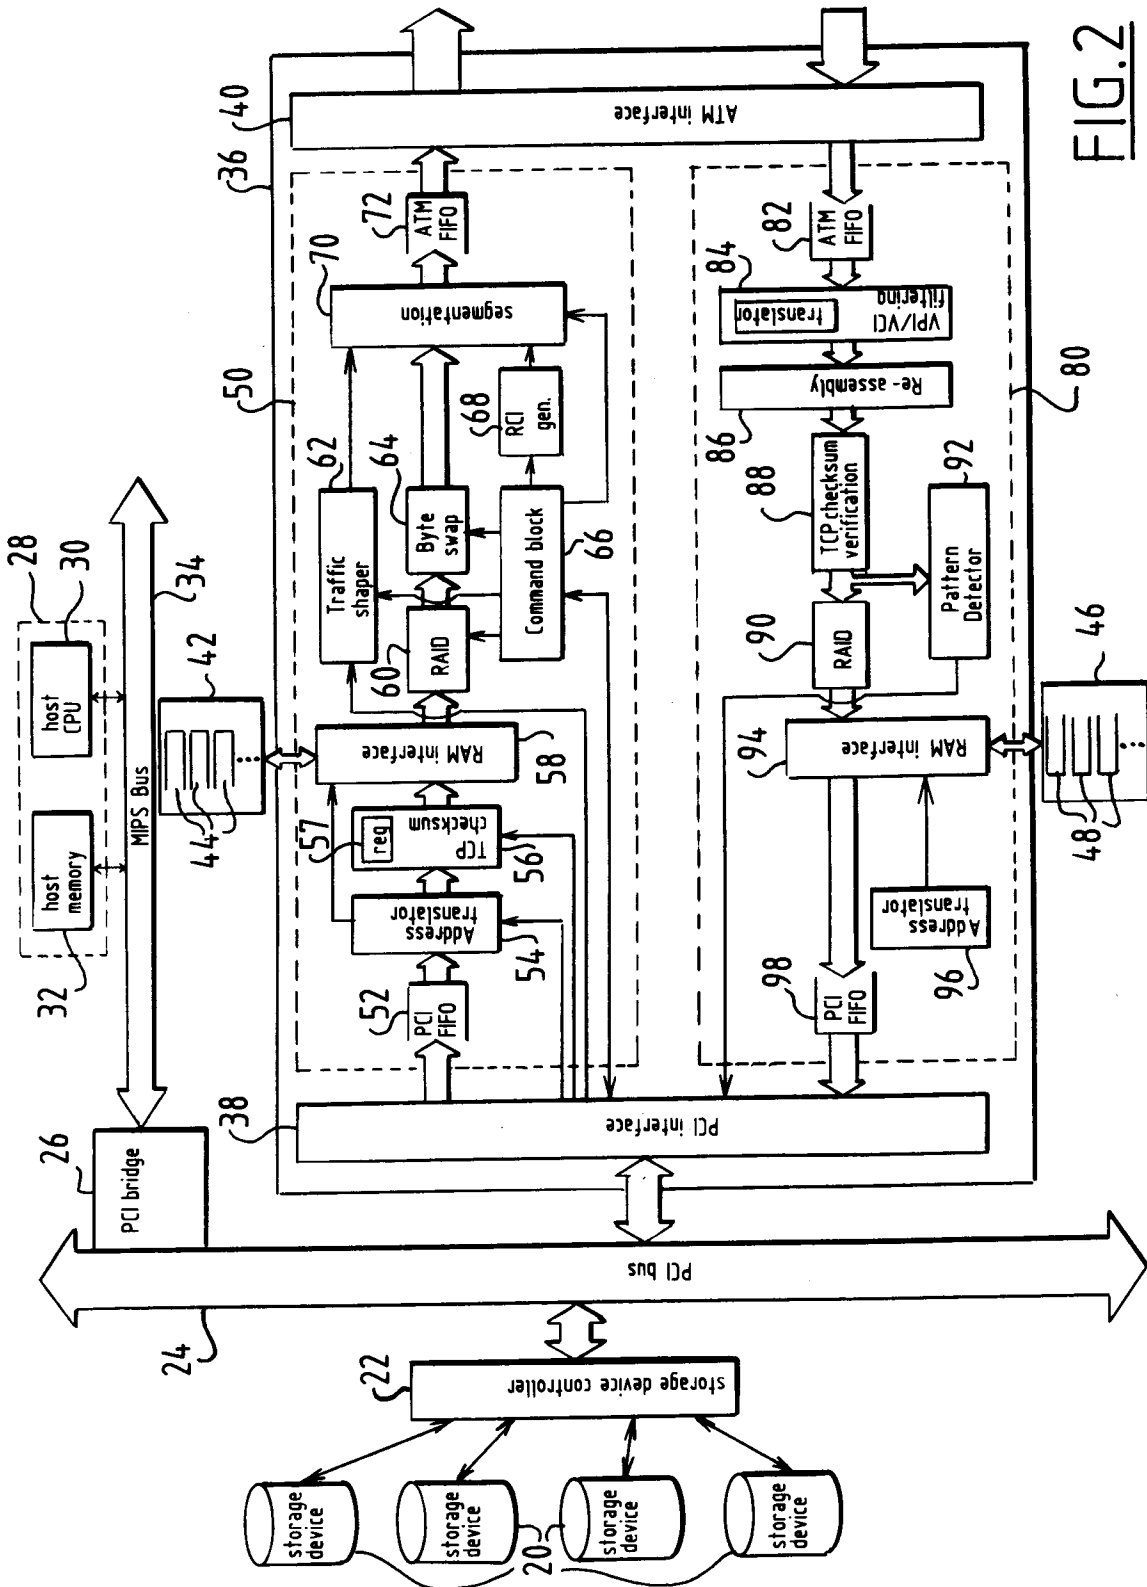 FIG.2
host
memory
host
CPU
28
30
32
34
MIPS Bus
PCI bridge
26
24
PCI bus
36
38
PCI interface
40
ATM interface
42
44
50
52
PCI
FIFO
54
Address
translator
56
57
reg
TCP
checksum
58
RAM interface
60
RAID
62
Traffic
shaper
64
Byte
swap
66
Command block
68
RCI
gen.
70
segmentation
72
ATM
FIFO
80
82
ATM
FIFO
84
translator
VPI/VCI
filtering
86
Re-assembly
88
TCP checksum
verification
90
RAID
92
Pattern
Detector
94
RAM interface
46
48
96
Address
translator
98
PCI
FIFO
22
storage device controller
20
storage
device
storage
device
storage
device
storage
device